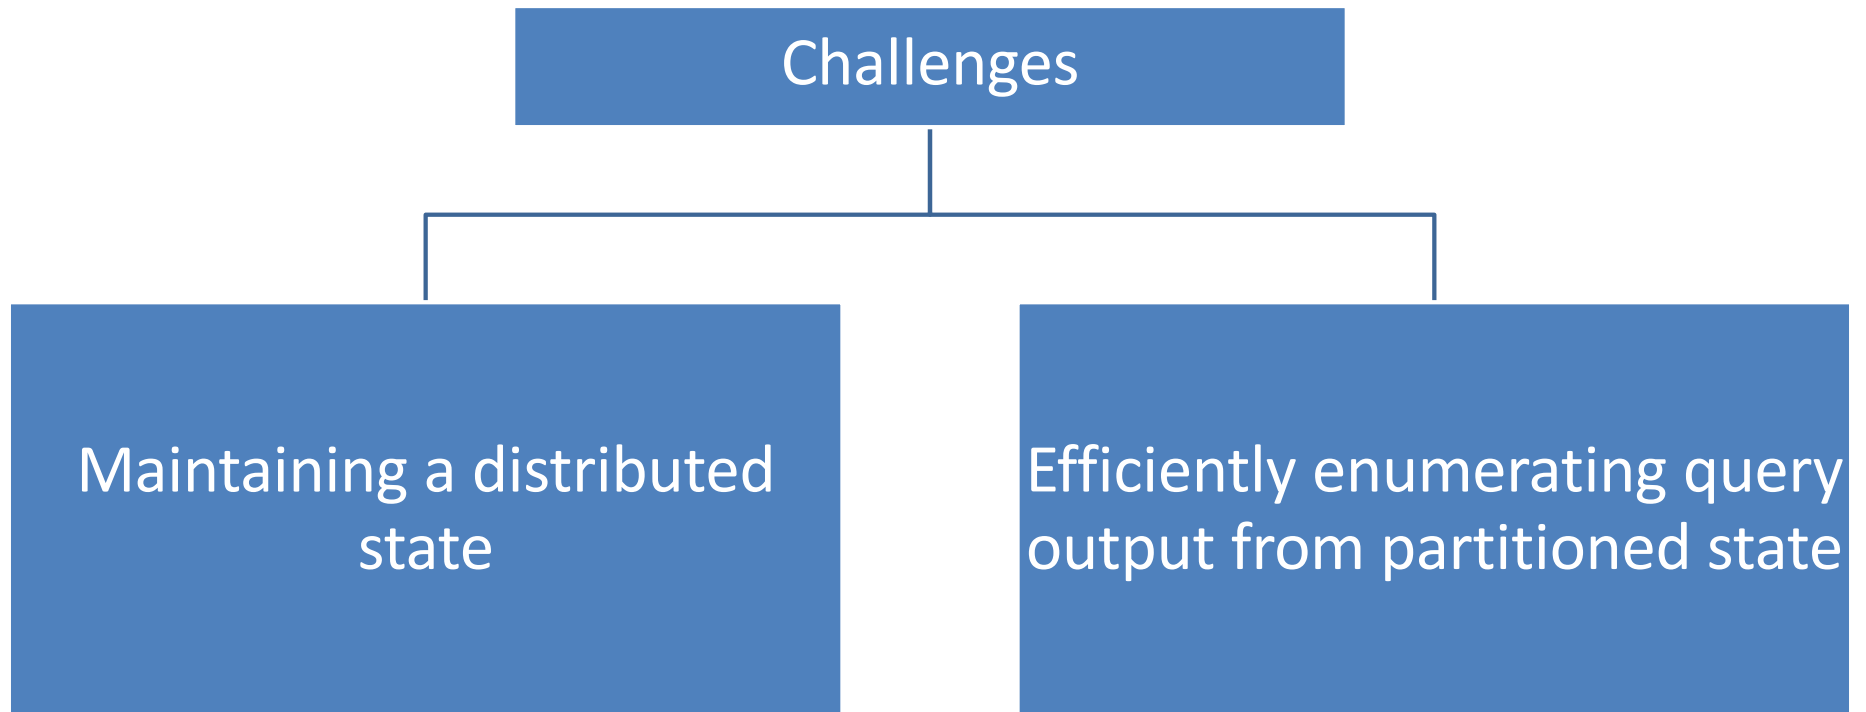 Challenges
Maintaining a distributed
state
Efficiently enumerating query
output from partitioned state